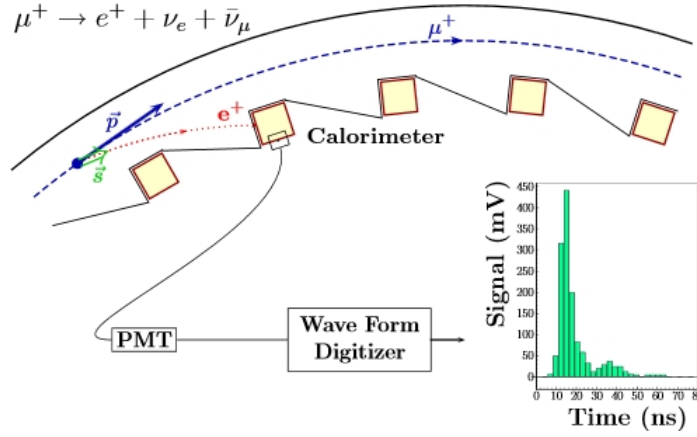 μ⁺ → e⁺ + νₑ + ν̄_μ
μ⁺
p⃗
e⁺
s⃗
Calorimeter
PMT
Wave Form
Digitizer
Signal (mV)
450
400
350
300
250
200
150
100
50
0
0 10 20 30 40 50 60 70 80
Time (ns)